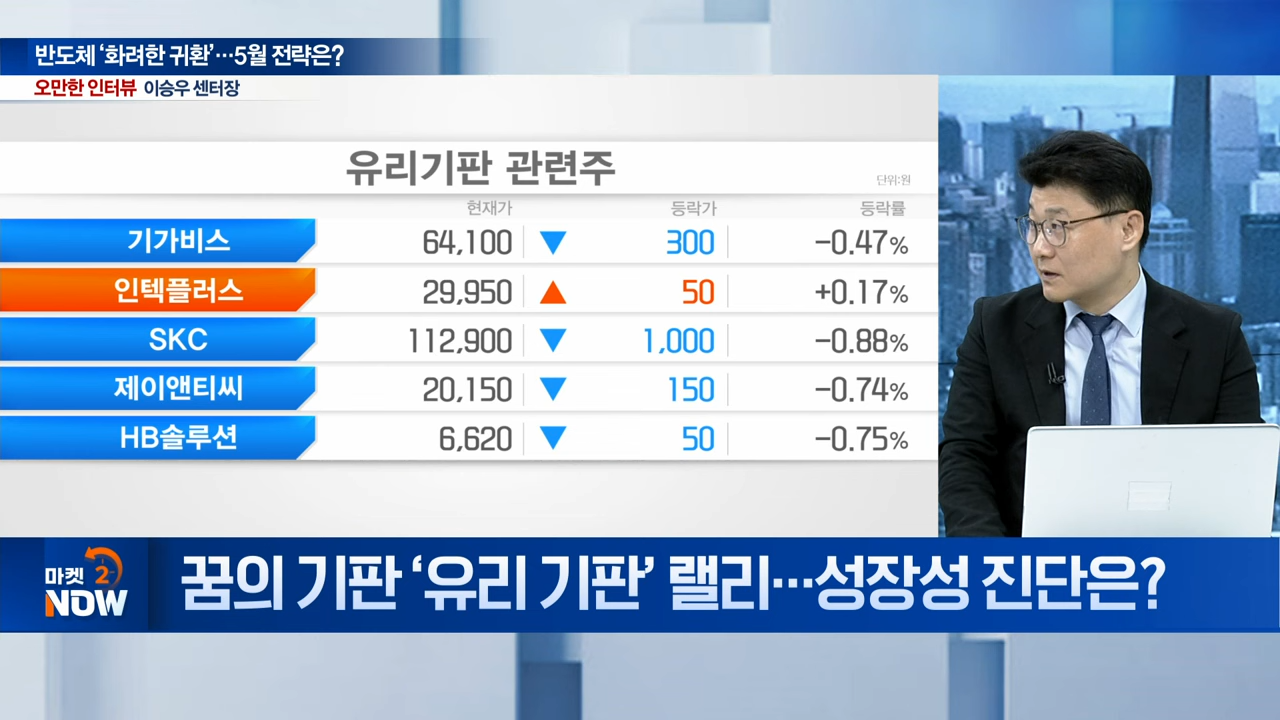 반도체 ‘화려한 귀환’…5월 전략은?
오만한 인터뷰 이승우 센터장
유리기판 관련주
단위:원
현재가 등락가 등락률
기가비스 64,100 ▼ 300 -0.47%
인텍플러스 29,950 ▲ 50 +0.17%
SKC 112,900 ▼ 1,000 -0.88%
제이앤티씨 20,150 ▼ 150 -0.74%
HB솔루션 6,620 ▼ 50 -0.75%
마켓 2
NOW
꿈의 기판 ‘유리 기판’ 랠리…성장성 진단은?